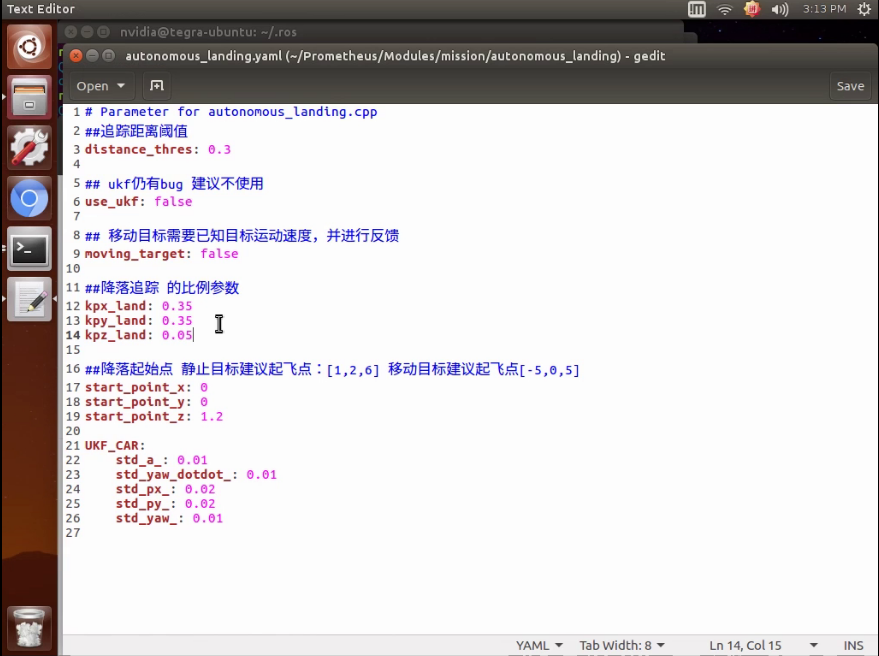 Text Editor
3:13 PM
nvidia@tegra-ubuntu: ~/.ros
autonomous_landing.yaml (~/Prometheus/Modules/mission/autonomous_landing) - gedit
Open
Save
1 # Parameter for autonomous_landing.cpp
2 ##追踪距离阈值
3 distance_thres: 0.3
4
5 ## ukf仍有bug 建议不使用
6 use_ukf: false
7
8 ## 移动目标需要已知目标运动速度，并进行反馈
9 moving_target: false
10
11 ##降落追踪 的比例参数
12 kpx_land: 0.35
13 kpy_land: 0.35
14 kpz_land: 0.05
15
16 ##降落起始点 静止目标建议起飞点：[1,2,6] 移动目标建议起飞点[-5,0,5]
17 start_point_x: 0
18 start_point_y: 0
19 start_point_z: 1.2
20
21 UKF_CAR:
22 std_a_: 0.01
23 std_yaw_dotdot_: 0.01
24 std_px_: 0.02
25 std_py_: 0.02
26 std_yaw_: 0.01
27
YAML Tab Width: 8 Ln 14, Col 15 INS